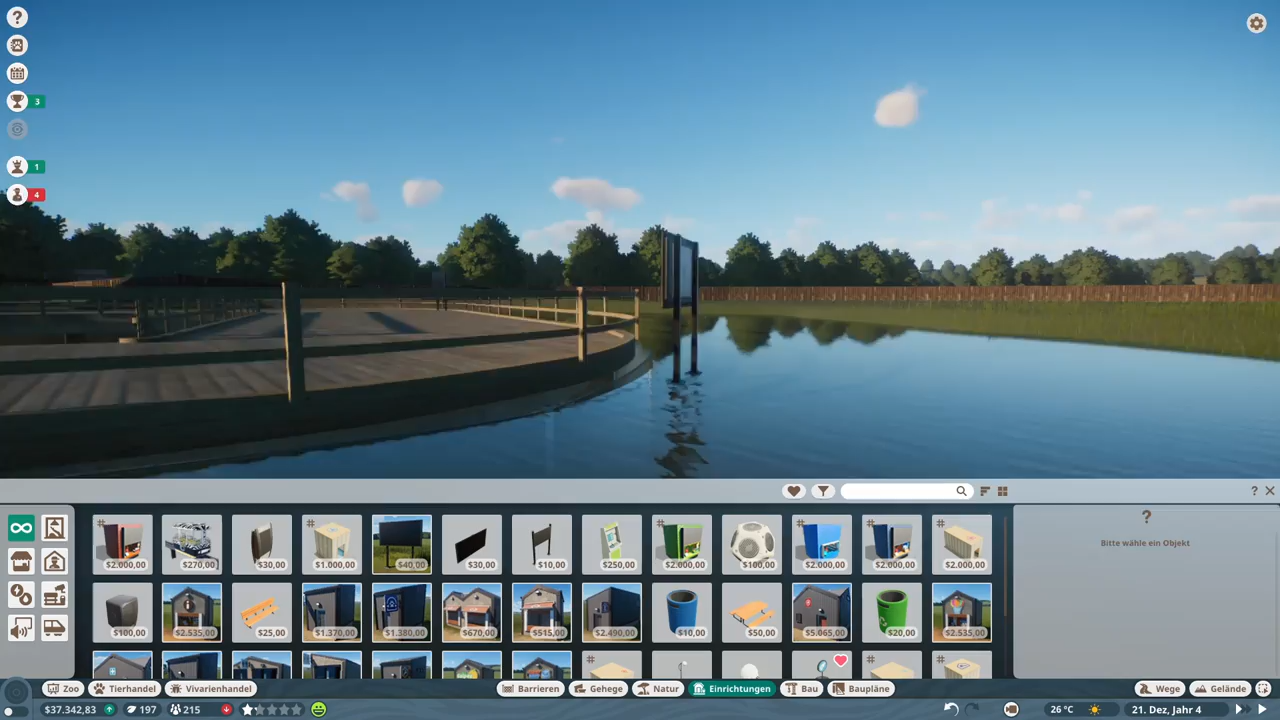 ?
3
1
4
?
$2.000,00
$270,00
$30,00
$1.000,00
$40,00
$30,00
$10,00
$250,00
$2.000,00
$100,00
$2.000,00
$2.000,00
$2.000,00
?
Bitte wähle ein Objekt
$100,00
$2.535,00
$25,00
$1.370,00
$1.380,00
$670,00
$515,00
$2.490,00
$10,00
$50,00
$5.065,00
$20,00
$2.535,00
Zoo
Tierhandel
Vivarienhandel
Barrieren
Gehege
Natur
Einrichtungen
Bau
Baupläne
Wege
Gelände
$37.342,83
197
215
26 °C
21. Dez, Jahr 4